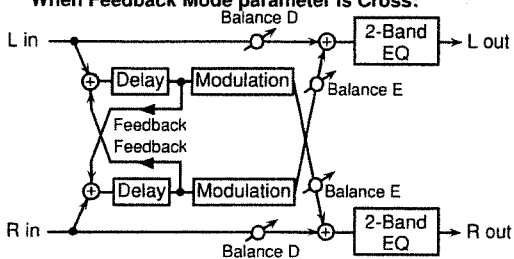 When Feedback Mode parameter is Cross:
Balance D
L in
2-Band
EQ
L out
Delay
Modulation
Balance E
Feedback
Feedback
Delay
Modulation
Balance E
R in
2-Band
EQ
R out
Balance D